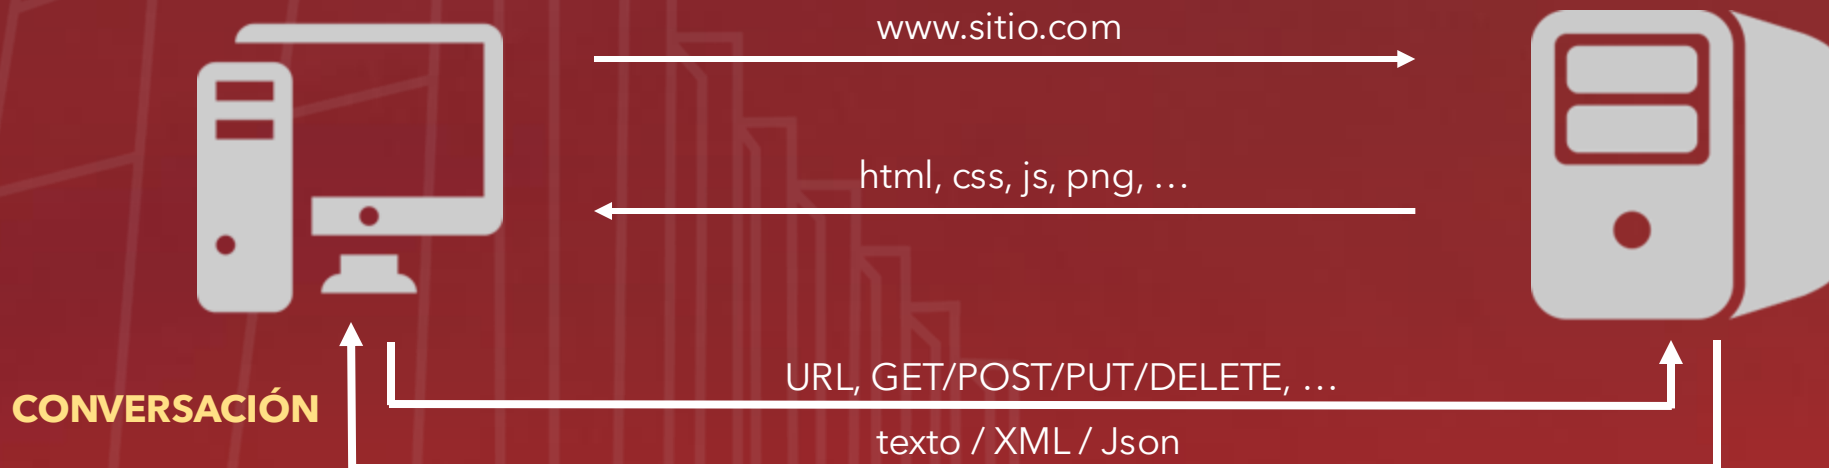 www.sitio.com
html, css, js, png, …
URL, GET/POST/PUT/DELETE, …
CONVERSACIÓN
texto / XML / Json